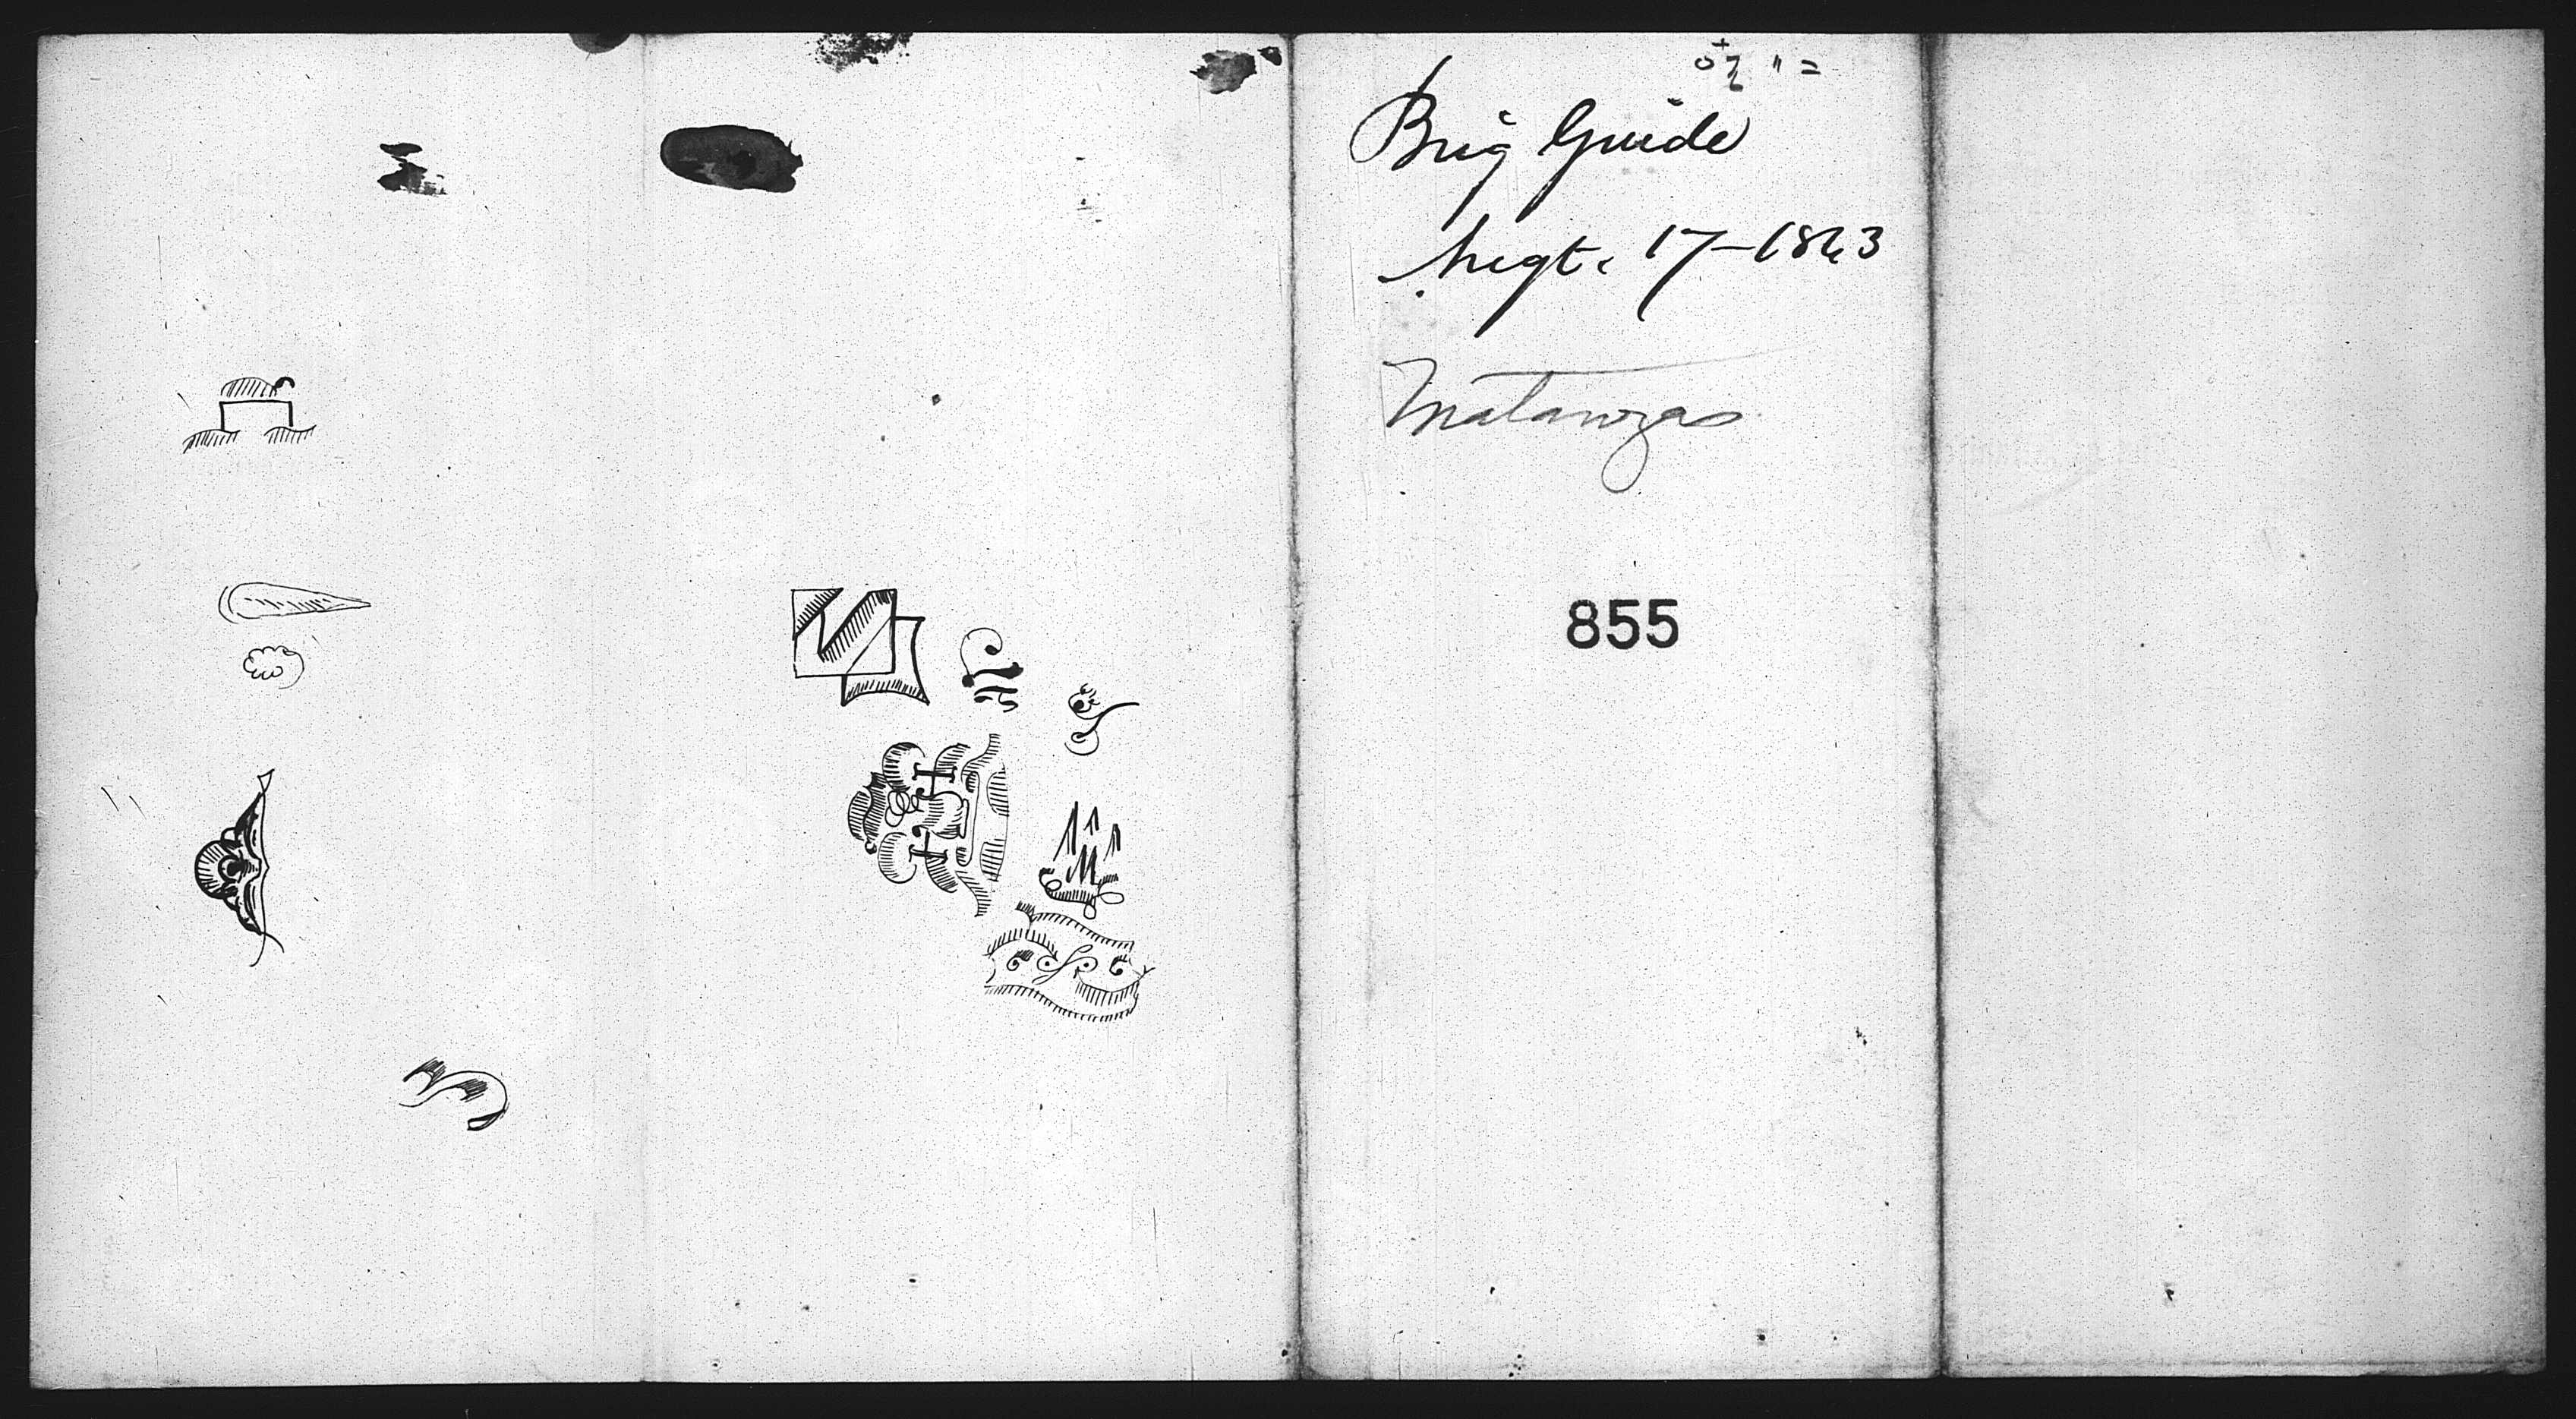 Brig Guide
Augt. 17-1843
Matanzas
855